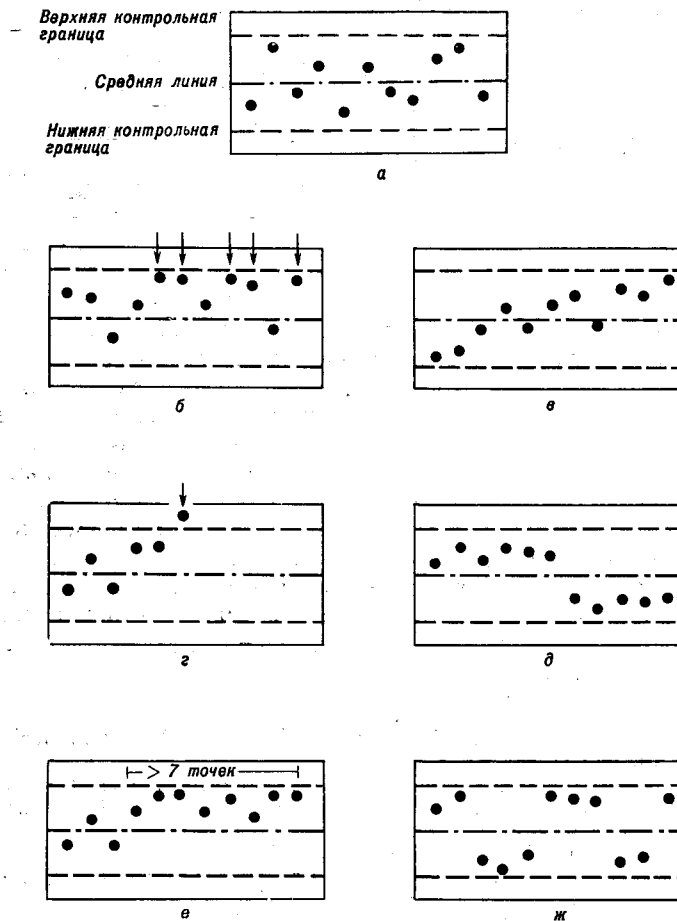 Верхняя контрольная
граница
Средняя линия
Нижняя контрольная
граница
а
б
в
г
д
> 7 точек
е
ж